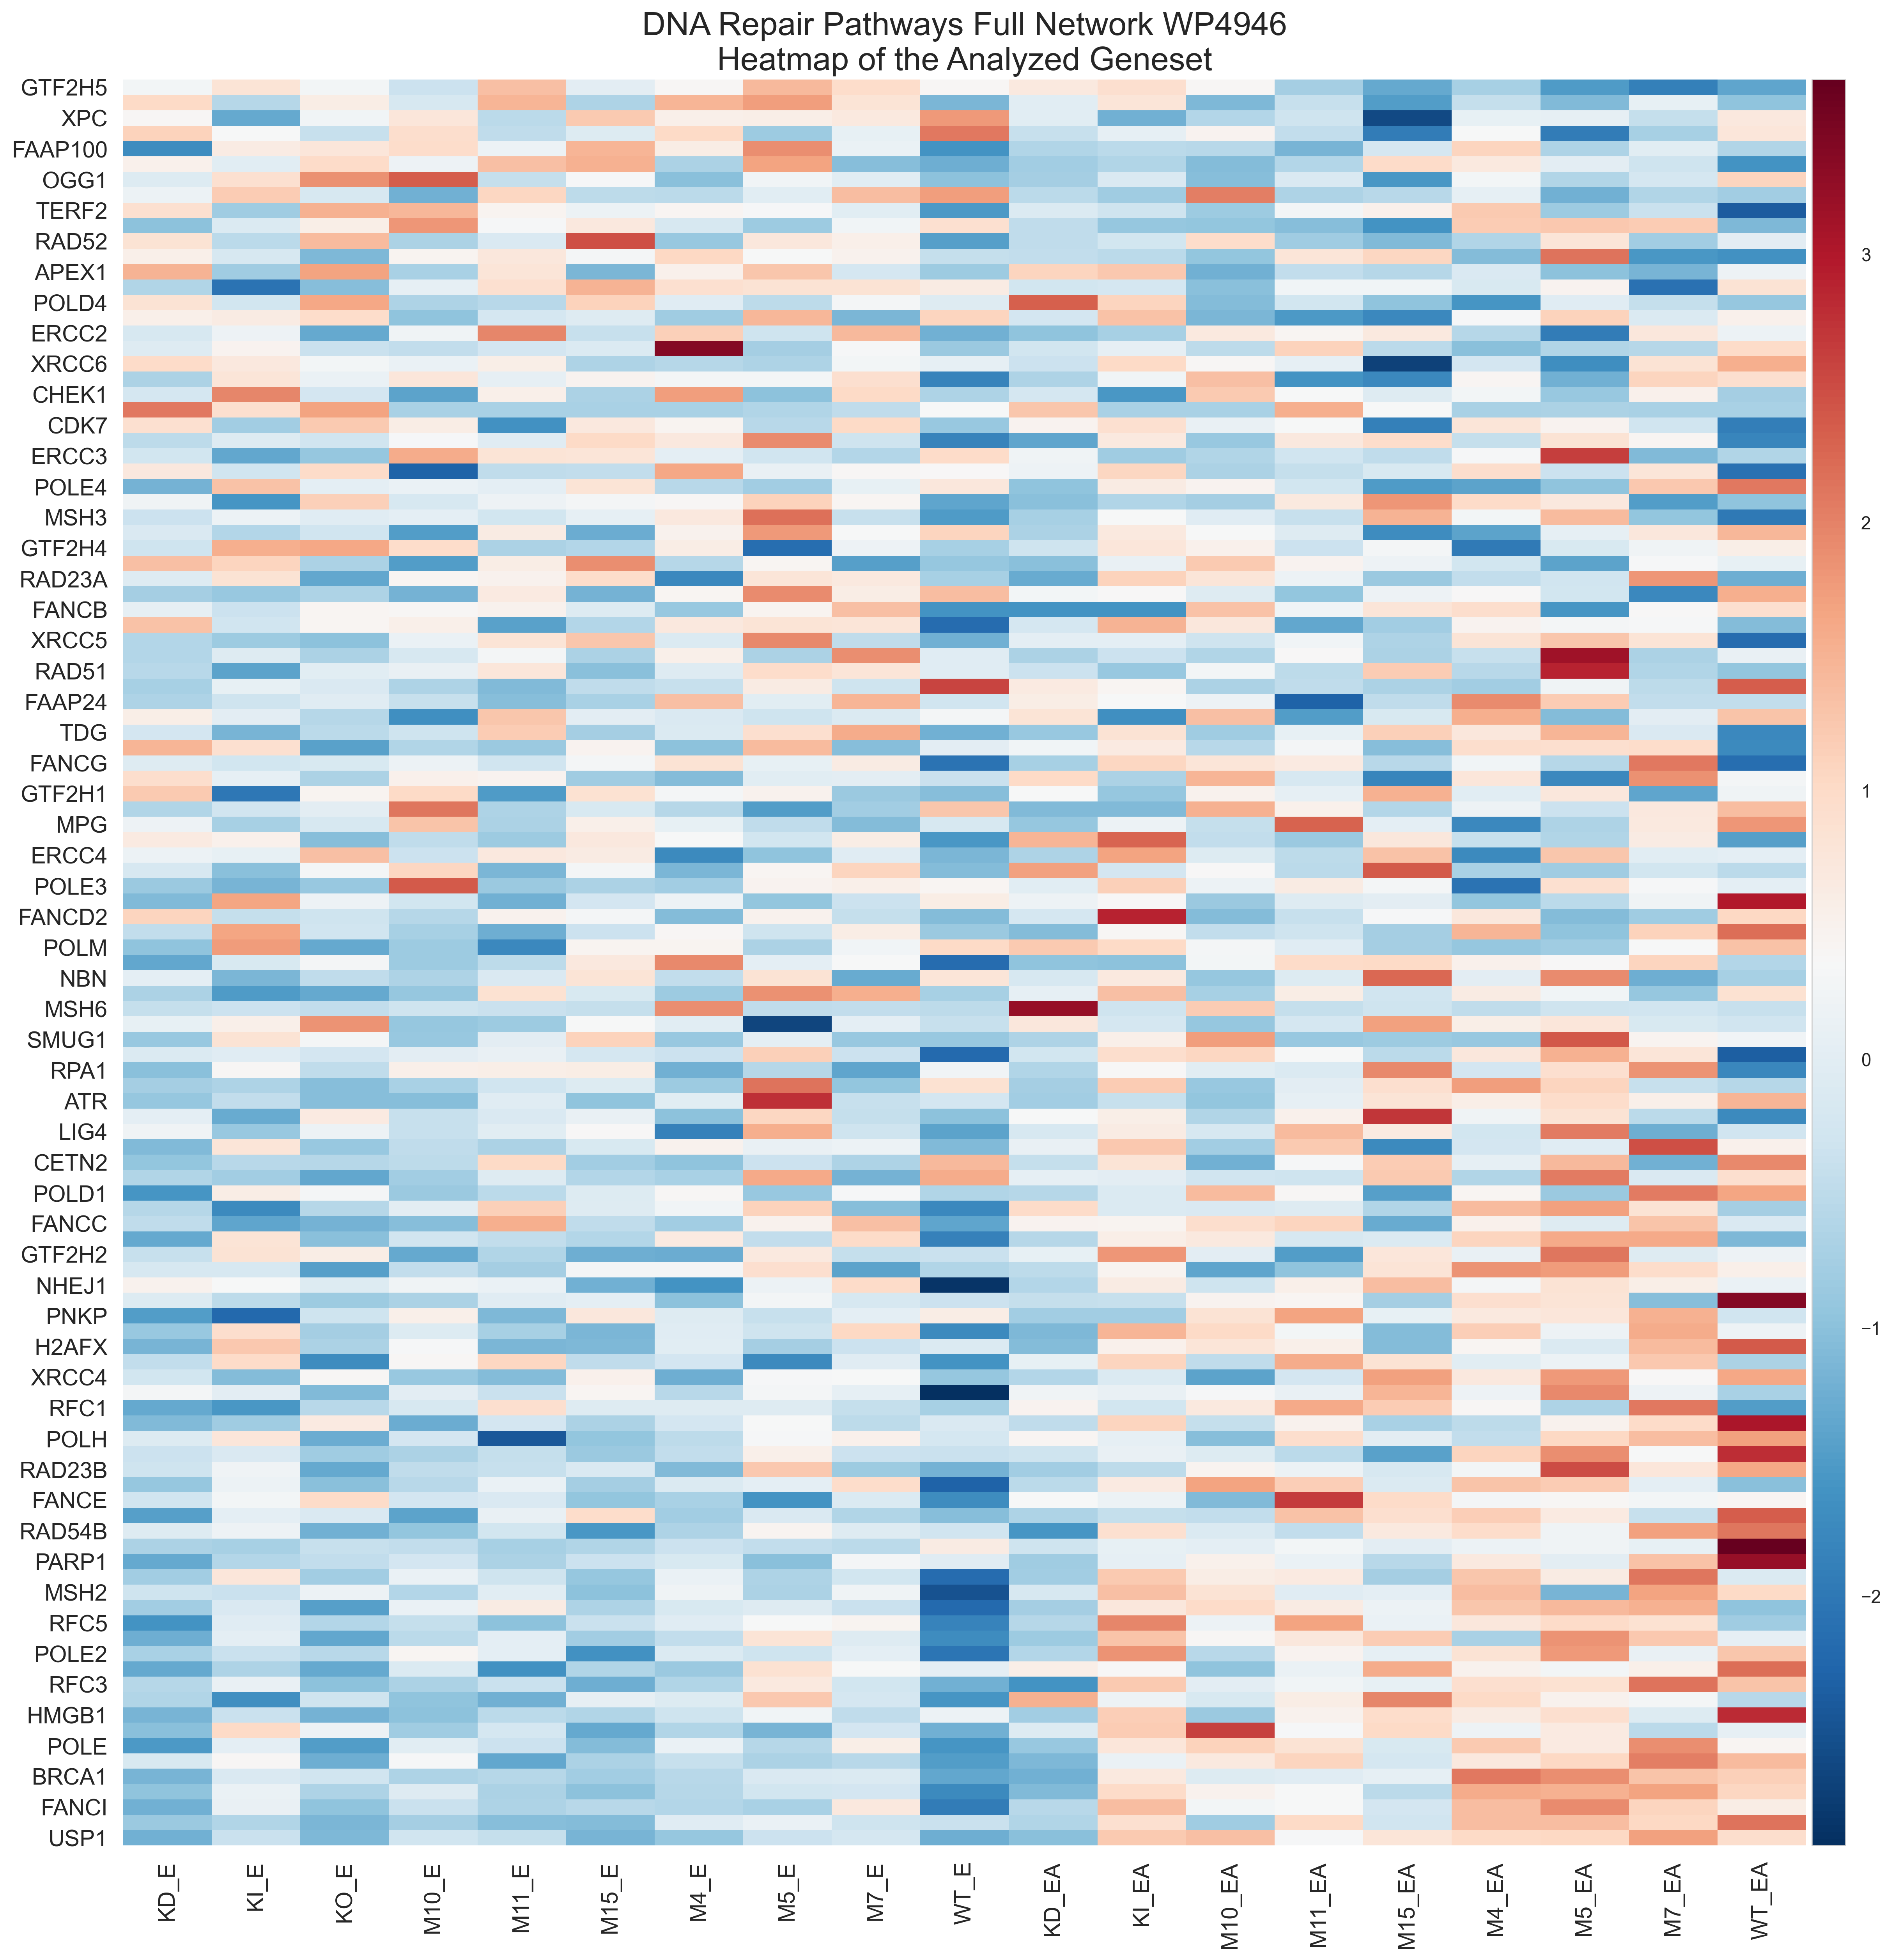 DNA Repair Pathways Full Network WP4946
Heatmap of the Analyzed Geneset
GTF2H5
XPC
FAAP100
OGG1
TERF2
RAD52
APEX1
POLD4
ERCC2
XRCC6
CHEK1
CDK7
ERCC3
POLE4
MSH3
GTF2H4
RAD23A
FANCB
XRCC5
RAD51
FAAP24
TDG
FANCG
GTF2H1
MPG
ERCC4
POLE3
FANCD2
POLM
NBN
MSH6
SMUG1
RPA1
ATR
LIG4
CETN2
POLD1
FANCC
GTF2H2
NHEJ1
PNKP
H2AFX
XRCC4
RFC1
POLH
RAD23B
FANCE
RAD54B
PARP1
MSH2
RFC5
POLE2
RFC3
HMGB1
POLE
BRCA1
FANCI
USP1
KD_E
KI_E
KO_E
M10_E
M11_E
M15_E
M4_E
M5_E
M7_E
WT_E
KD_EA
KI_EA
M10_EA
M11_EA
M15_EA
M4_EA
M5_EA
M7_EA
WT_EA
3
2
1
0
−1
−2